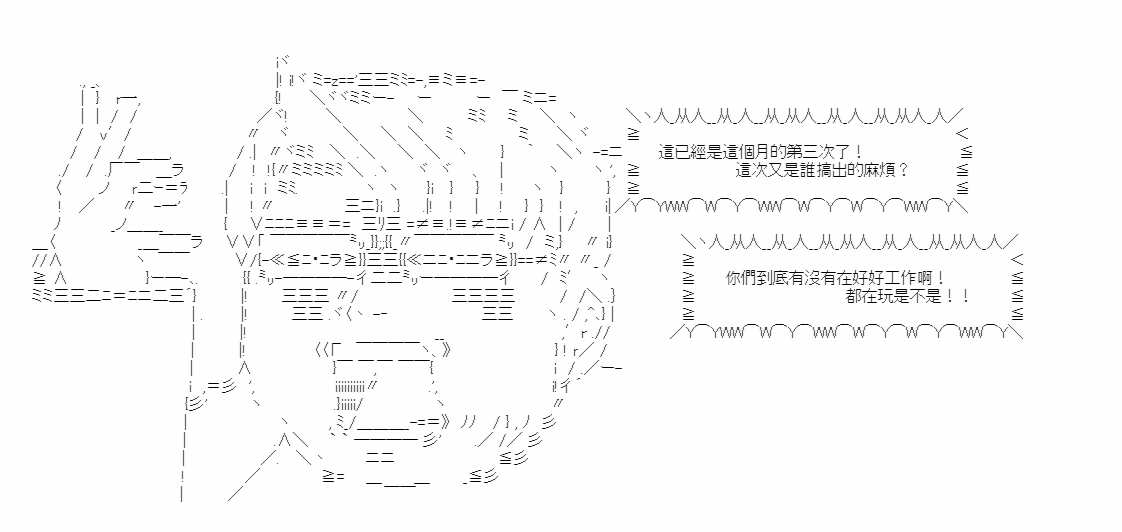 這已經是這個月的第三次了！
這次又是誰搞出的麻煩？
你們到底有沒有在好好工作啊！
都在玩是不是！！